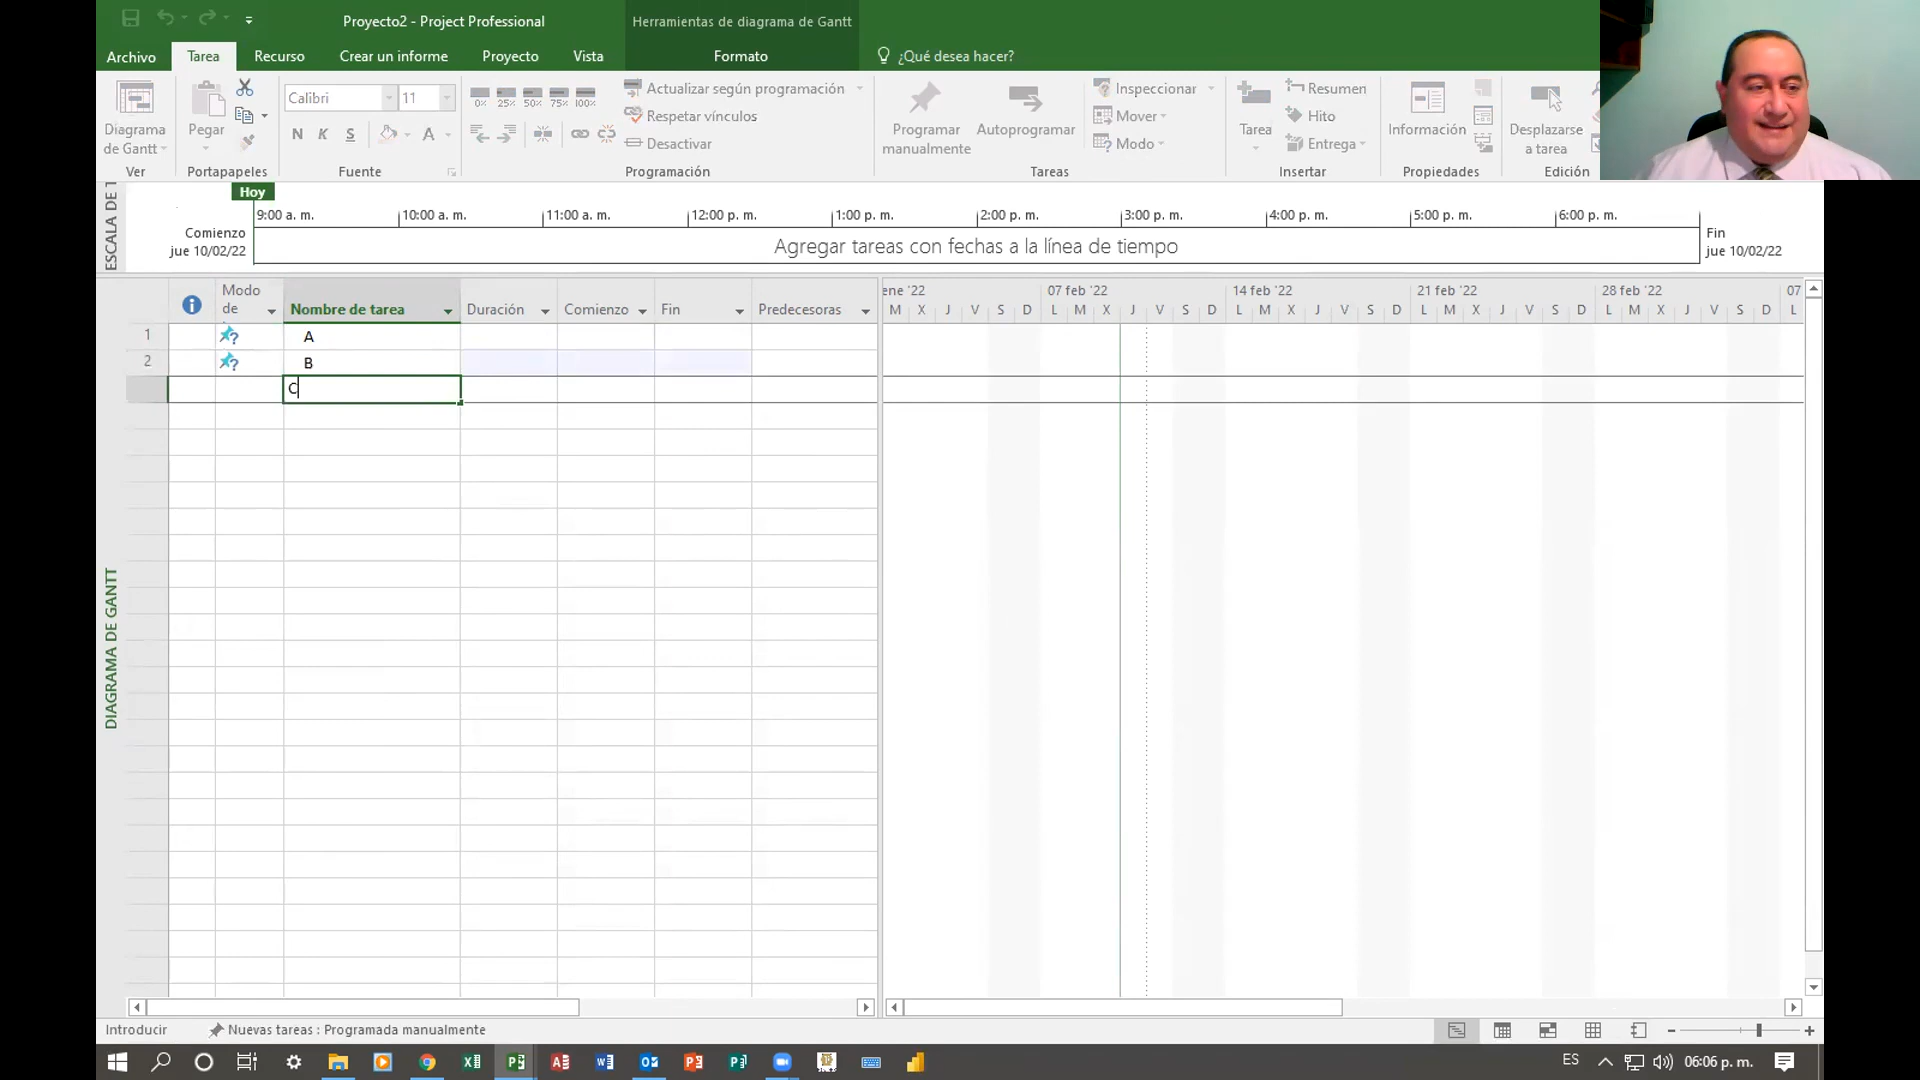 Proyecto2 - Project Professional
Herramientas de diagrama de Gantt
Archivo Tarea Recurso Crear un informe Proyecto Vista Formato ¿Qué desea hacer?
Diagrama de Gantt
Ver
Pegar
Portapapeles
Calibri 11
N K S A
Fuente
0% 25% 50% 75% 100%
Actualizar según programación
Respetar vínculos
Desactivar
Programación
Programar manualmente
Autoprogramar
Inspeccionar
Mover
Modo
Tareas
Tarea
Resumen
Hito
Entrega
Insertar
Información
Propiedades
Desplazarse a tarea
Edición
ESCALA DE T
Hoy
9:00 a. m. 10:00 a. m. 11:00 a. m. 12:00 p. m. 1:00 p. m. 2:00 p. m. 3:00 p. m. 4:00 p. m. 5:00 p. m. 6:00 p. m.
Comienzo
jue 10/02/22
Agregar tareas con fechas a la línea de tiempo
Fin
jue 10/02/22
Modo de
Nombre de tarea Duración Comienzo Fin Predecesoras
ene '22 07 feb '22 14 feb '22 21 feb '22 28 feb '22 07
M X J V S D L M X J V S D L M X J V S D L M X J V S D L M X J V S D L
1 A
2 B
C
DIAGRAMA DE GANTT
Introducir Nuevas tareas : Programada manualmente
ES 06:06 p. m.